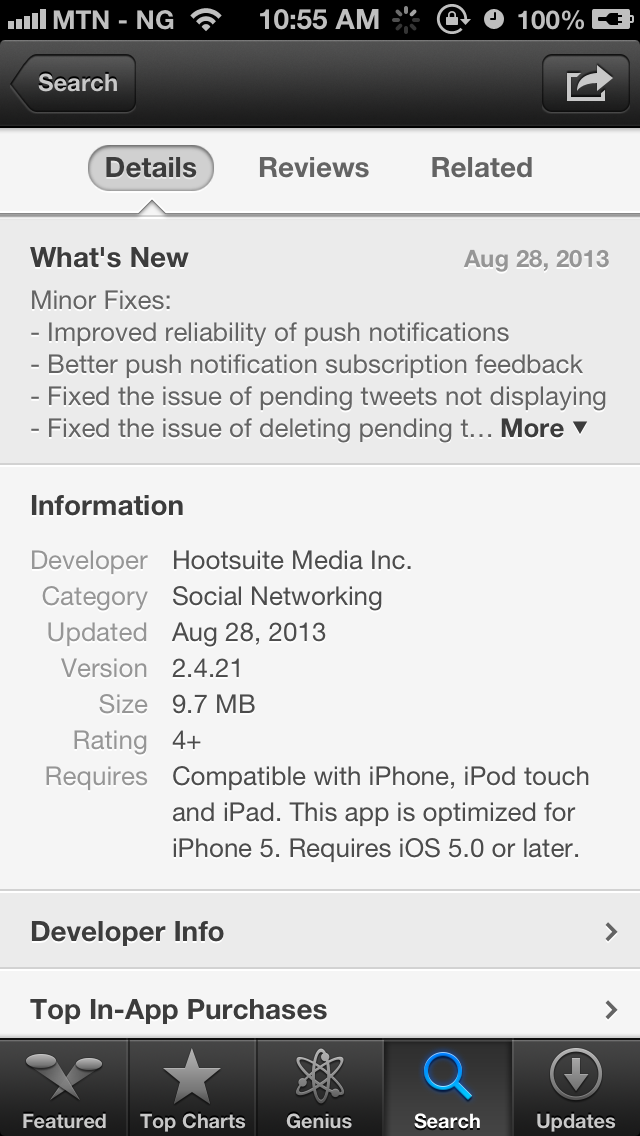 MTN - NG 10:55 AM 100%
Search
Details Reviews Related
What's New Aug 28, 2013
Minor Fixes:
- Improved reliability of push notifications
- Better push notification subscription feedback
- Fixed the issue of pending tweets not displaying
- Fixed the issue of deleting pending t... More ▼
Information
Developer Hootsuite Media Inc.
Category Social Networking
Updated Aug 28, 2013
Version 2.4.21
Size 9.7 MB
Rating 4+
Requires Compatible with iPhone, iPod touch
and iPad. This app is optimized for
iPhone 5. Requires iOS 5.0 or later.
Developer Info
Top In-App Purchases
Featured Top Charts Genius Search Updates